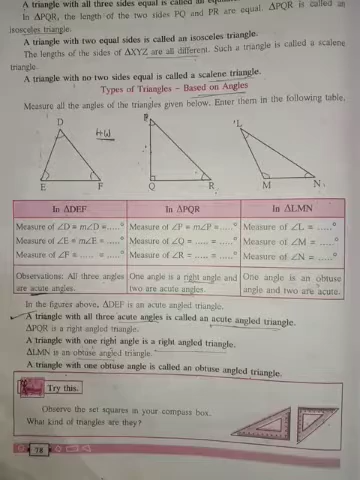 A triangle with all three sides equal is called an
In ΔPQR, the length of the two sides PQ and PR are equal. ΔPQR is called an
isosceles triangle.
A triangle with two equal sides is called an isosceles triangle.
The lengths of the sides of ΔXYZ are all different. Such a triangle is called a scalene
triangle.
A triangle with no two sides equal is called a scalene triangle.
Types of Triangles - Based on Angles
Measure all the angles of the triangles given below. Enter them in the following table.
D HW P L
E F Q R M N
In ΔDEF In ΔPQR In ΔLMN
Measure of ∠D = m∠D =.....° Measure of ∠P = m∠P = .....° Measure of ∠L = .....°
Measure of ∠E = m∠E = .....° Measure of ∠Q = ..... = .....° Measure of ∠M = .....°
Measure of ∠F = ..... = .....° Measure of ∠R = ..... = .....° Measure of ∠N = .....°
Observations: All three angles are acute angles. One angle is a right angle and two are acute angles. One angle is an obtuse angle and two are acute.
In the figures above, ΔDEF is an acute angled triangle.
A triangle with all three acute angles is called an acute angled triangle.
ΔPQR is a right angled triangle.
A triangle with one right angle is a right angled triangle.
ΔLMN is an obtuse angled triangle.
A triangle with one obtuse angle is called an obtuse angled triangle.
Try this.
Observe the set squares in your compass box.
What kind of triangles are they?
78